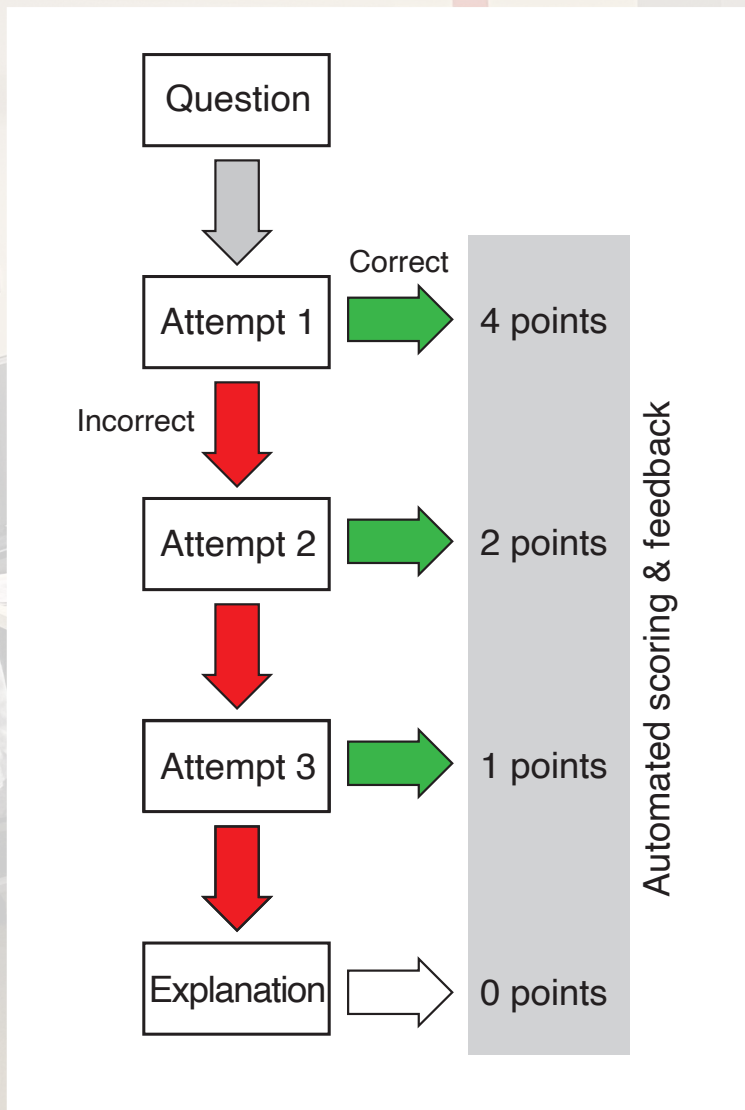 Question
Correct
Attempt 1
4 points
Incorrect
Attempt 2
2 points
Attempt 3
1 points
Explanation
0 points
Automated scoring & feedback